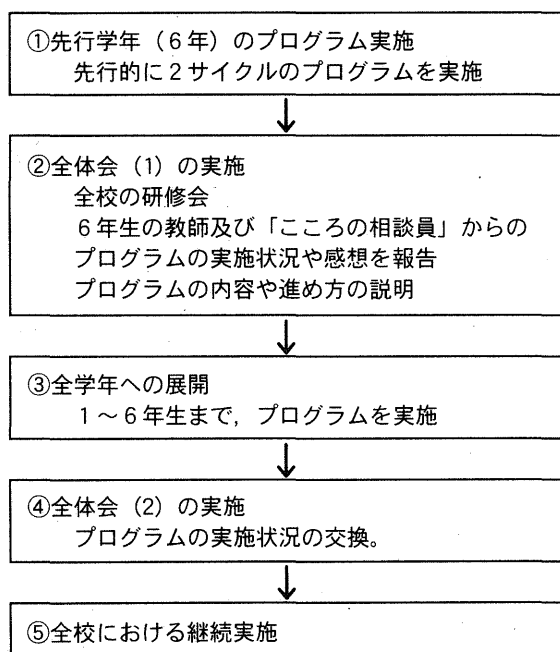 ①先行学年（6年）のプログラム実施
先行的に2サイクルのプログラムを実施
②全体会（1）の実施
全校の研修会
6年生の教師及び「こころの相談員」からの
プログラムの実施状況や感想を報告
プログラムの内容や進め方の説明
③全学年への展開
1～6年生まで，プログラムを実施
④全体会（2）の実施
プログラムの実施状況の交換。
⑤全校における継続実施